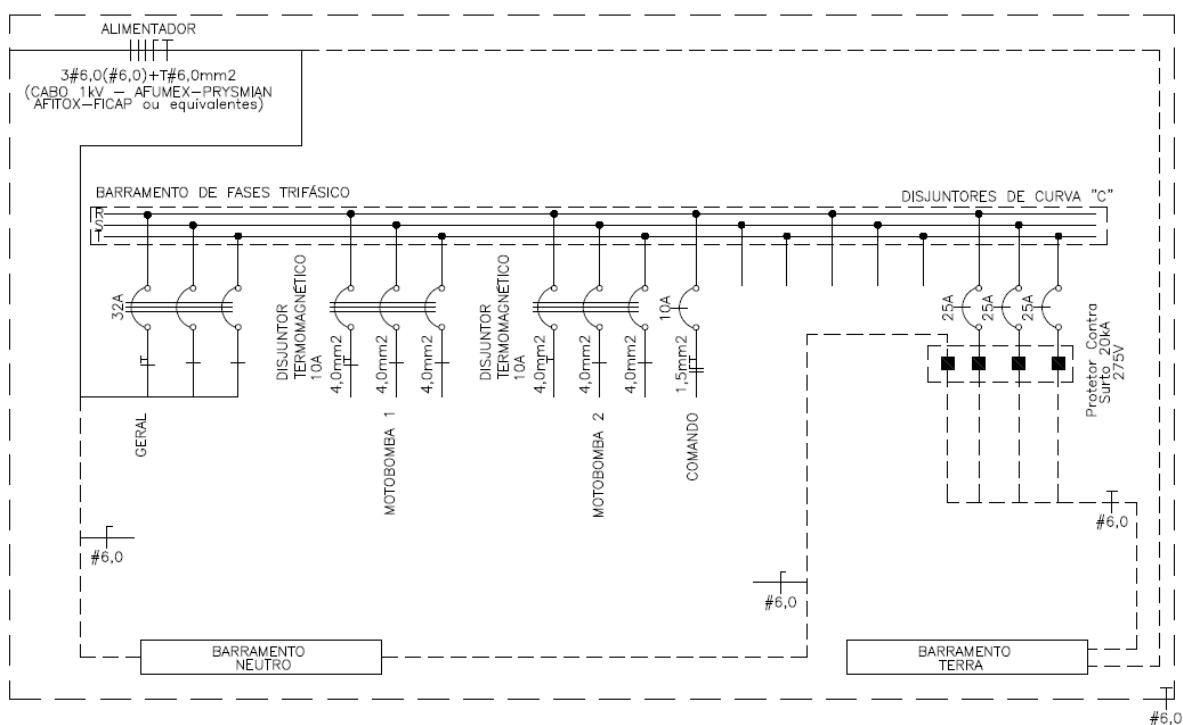 ALIMENTADOR
3#6,0(#6,0)+T#6,0mm2
(CABO 1kV – AFUMEX–PRYSMIAN
AFITOX–FICAP ou equivalentes)
BARRAMENTO DE FASES TRIFÁSICO
DISJUNTORES DE CURVA "C"
R
S
T
32A
GERAL
DISJUNTOR
TERMOMAGNÉTICO
10A
4,0mm2
4,0mm2
4,0mm2
MOTOBOMBA 1
DISJUNTOR
TERMOMAGNÉTICO
10A
4,0mm2
4,0mm2
4,0mm2
MOTOBOMBA 2
10A
1,5mm2
COMANDO
25A
25A
25A
Protetor Contra
Surto 20kA
275V
#6,0
#6,0
#6,0
BARRAMENTO
NEUTRO
BARRAMENTO
TERRA
#6,0